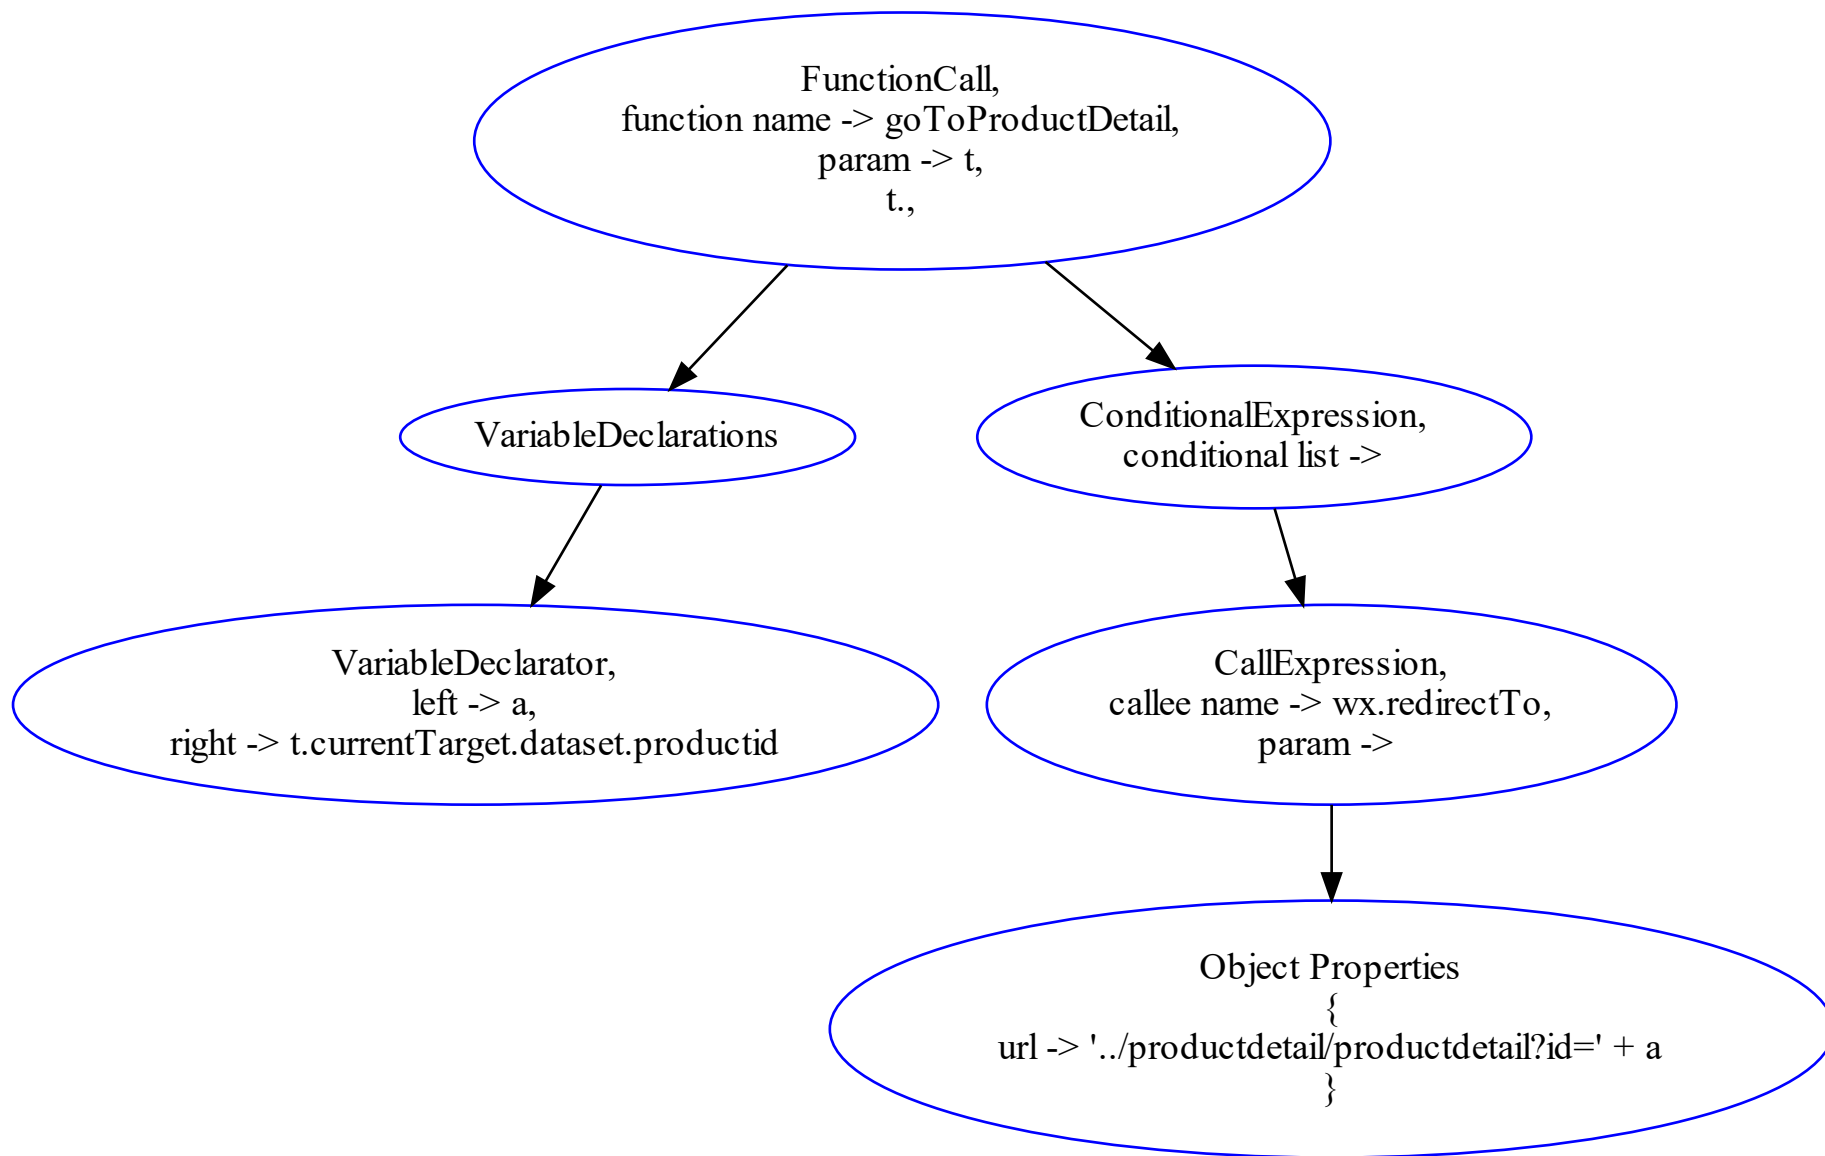 FunctionCall,
function name -> goToProductDetail,
param -> t,
t.,
VariableDeclarations
ConditionalExpression,
conditional list ->
VariableDeclarator,
left -> a,
right -> t.currentTarget.dataset.productid
CallExpression,
callee name -> wx.redirectTo,
param ->
Object Properties
{
url -> '../productdetail/productdetail?id=' + a
}